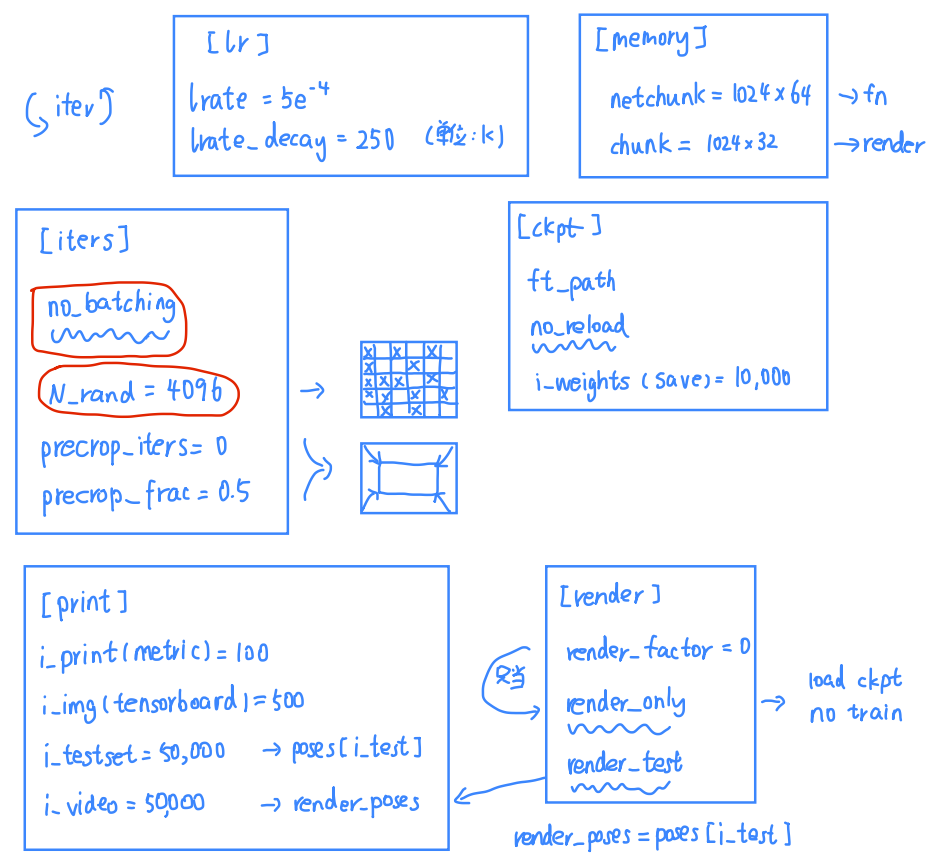 [lr]
lrate = 5e⁻⁴
lrate_decay = 250 (单位:k)
iter
[memory]
netchunk = 1024×64 → fn
chunk = 1024×32 → render
[iters]
no_batching
N_rand = 4096 →
precrop_iters = 0
precrop_frac = 0.5
[ckpt]
ft_path
no_reload
i_weights (save) = 10,000
[print]
i_print(metric) = 100
i_img(tensorboard) = 500
i_testset = 50,000 → poses[i_test]
i_video = 50,000 → render_poses
[render]
render_factor = 0
render_only →
render_test
load ckpt
no train
render_poses = poses[i_test]